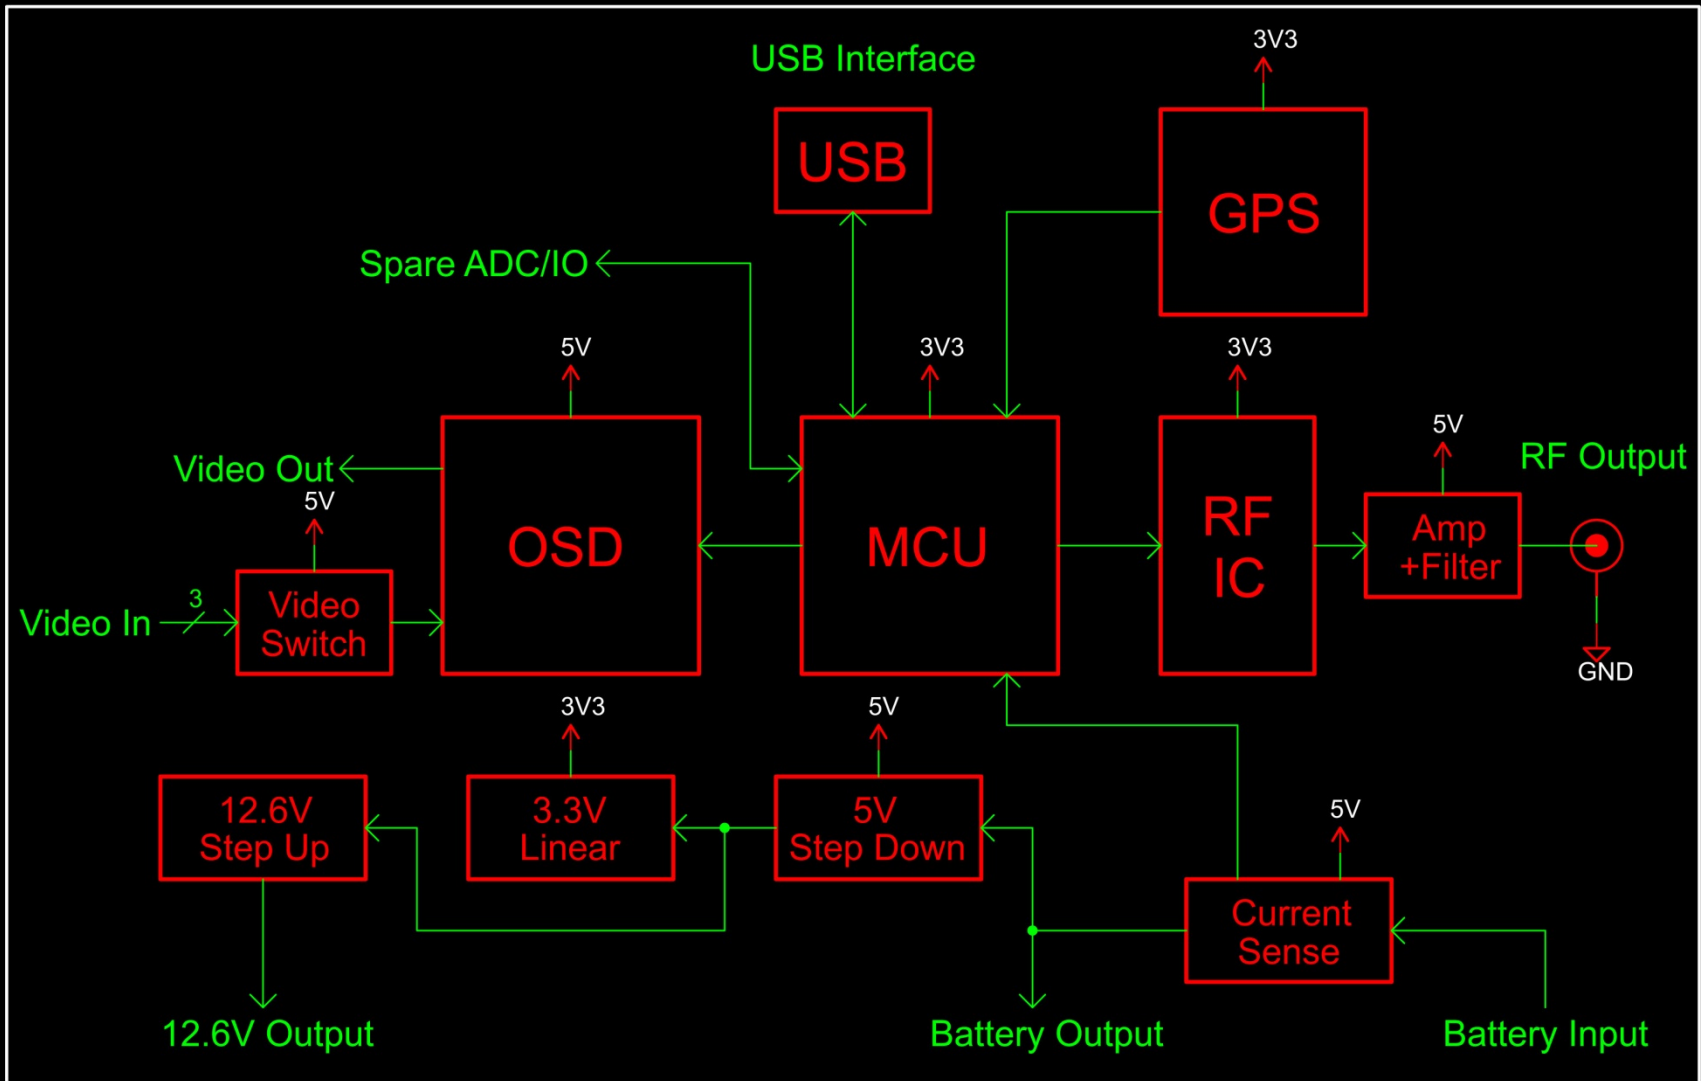 3V3
USB Interface
USB
GPS
Spare ADC/IO
5V
3V3
3V3
5V
RF Output
Video Out
5V
OSD
MCU
RF
IC
Amp
+Filter
3
Video In
Video
Switch
GND
3V3
5V
12.6V
Step Up
3.3V
Linear
5V
Step Down
5V
Current
Sense
12.6V Output
Battery Output
Battery Input